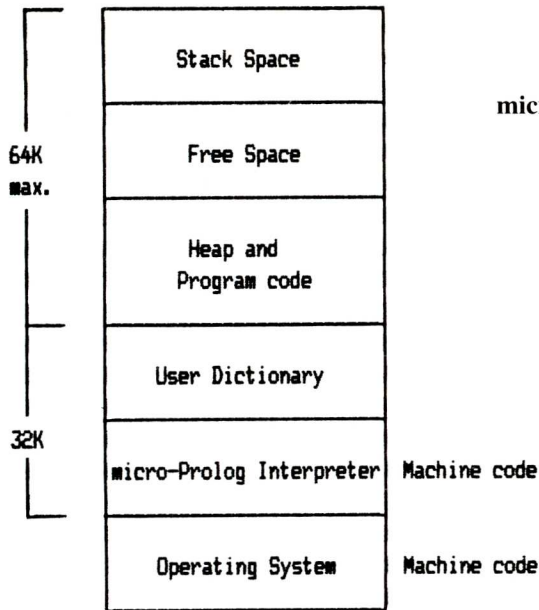 Stack Space
mic
64K
max.
Free Space
Heap and
Program code
User Dictionary
32K
micro-Prolog Interpreter Machine code
Operating System Machine code